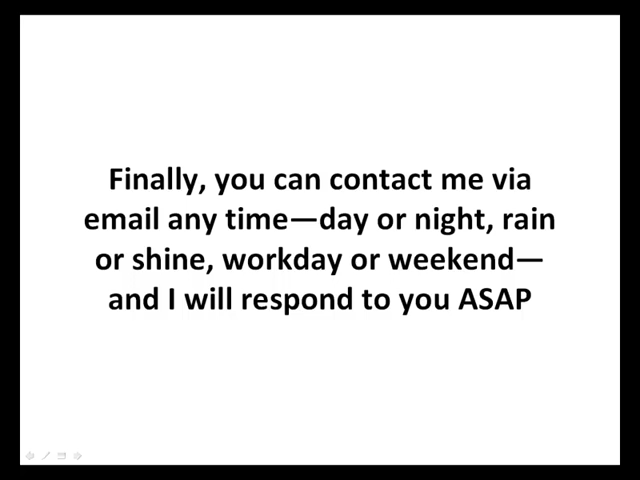 Finally, you can contact me via
email any time—day or night, rain
or shine, workday or weekend—
and I will respond to you ASAP